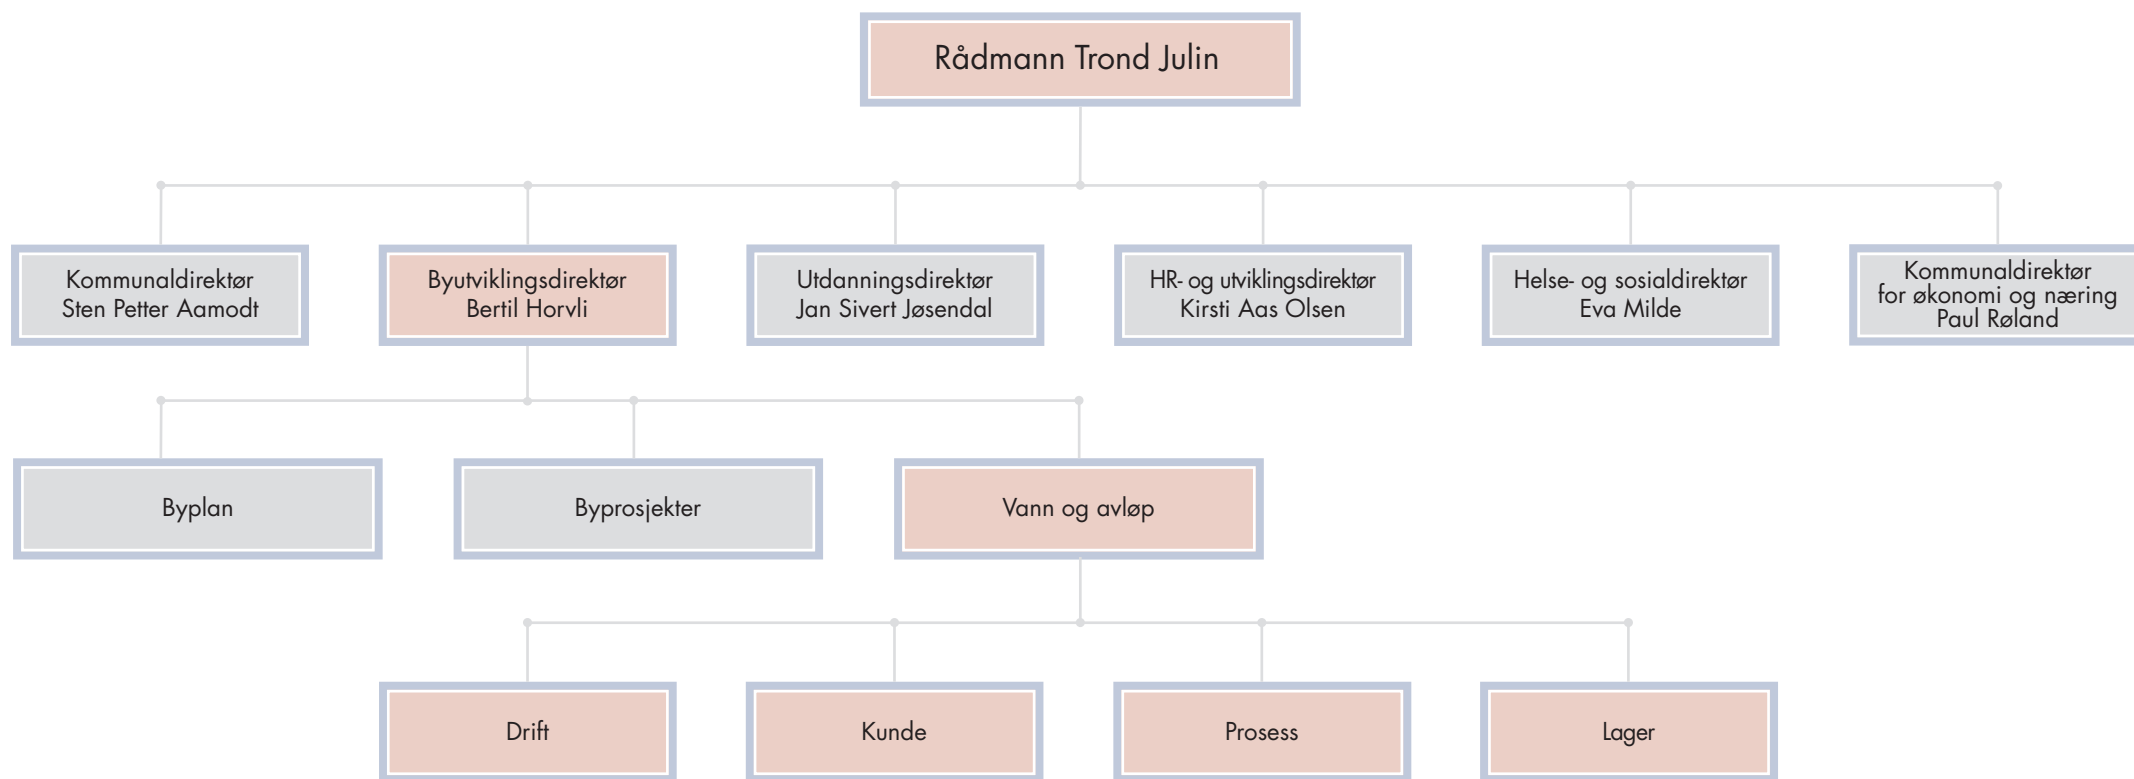 Rådmann Trond Julin
Kommunaldirektør
Sten Petter Aamodt
Byutviklingsdirektør
Bertil Horvli
Utdanningsdirektør
Jan Sivert Jøsendal
HR- og utviklingsdirektør
Kirsti Aas Olsen
Helse- og sosialdirektør
Eva Milde
Kommunaldirektør
for økonomi og næring
Paul Røland
Byplan
Byprosjekter
Vann og avløp
Drift
Kunde
Prosess
Lager